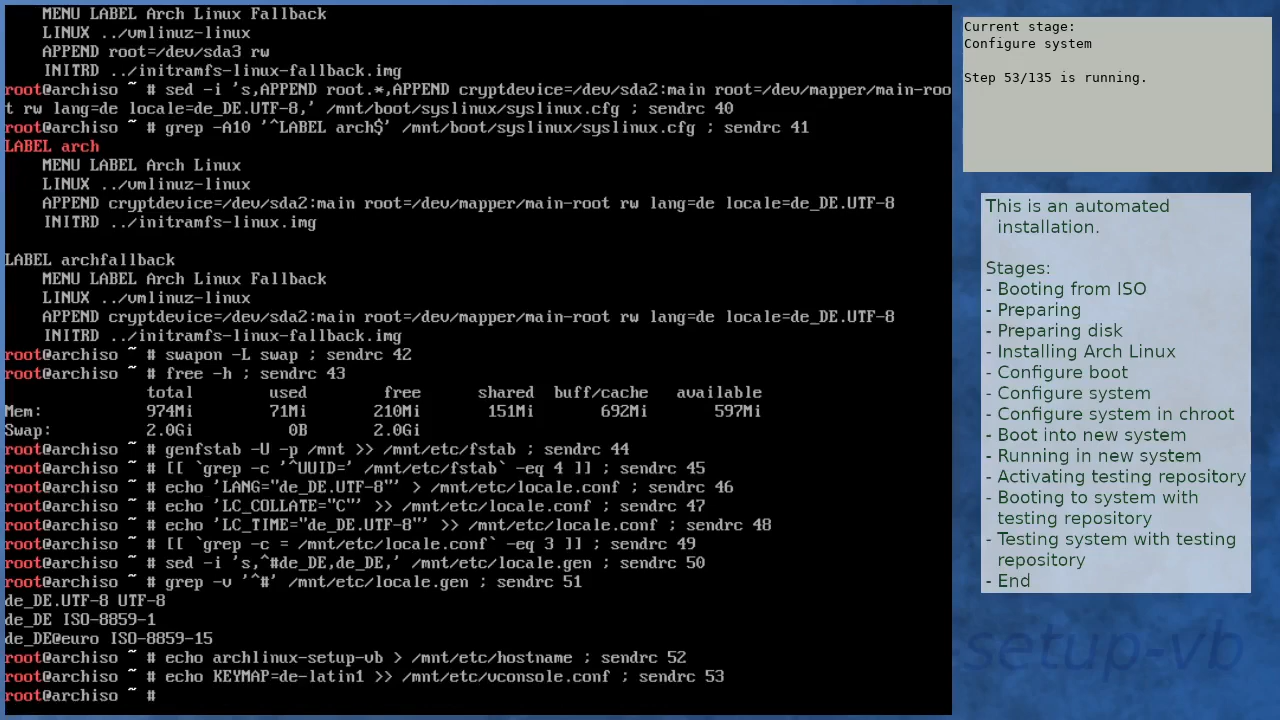 MENU LABEL Arch Linux Fallback
LINUX ../vmlinuz-linux
APPEND root=/dev/sda3 rw
INITRD ../initramfs-linux-fallback.img
root@archiso ~ # sed -i 's,APPEND root.*,APPEND cryptdevice=/dev/sda2:main root=/dev/mapper/main-roo
t rw lang=de locale=de_DE.UTF-8,' /mnt/boot/syslinux/syslinux.cfg ; sendrc 40
root@archiso ~ # grep -A10 '^LABEL arch$' /mnt/boot/syslinux/syslinux.cfg ; sendrc 41
LABEL arch
MENU LABEL Arch Linux
LINUX ../vmlinuz-linux
APPEND cryptdevice=/dev/sda2:main root=/dev/mapper/main-root rw lang=de locale=de_DE.UTF-8
INITRD ../initramfs-linux.img
LABEL archfallback
MENU LABEL Arch Linux Fallback
LINUX ../vmlinuz-linux
APPEND cryptdevice=/dev/sda2:main root=/dev/mapper/main-root rw lang=de locale=de_DE.UTF-8
INITRD ../initramfs-linux-fallback.img
root@archiso ~ # swapon -L swap ; sendrc 42
root@archiso ~ # free -h ; sendrc 43
total used free shared buff/cache available
Mem: 974Mi 71Mi 210Mi 151Mi 692Mi 597Mi
Swap: 2.0Gi 0B 2.0Gi
root@archiso ~ # genfstab -U -p /mnt >> /mnt/etc/fstab ; sendrc 44
root@archiso ~ # [[ `grep -c '^UUID=' /mnt/etc/fstab` -eq 4 ]] ; sendrc 45
root@archiso ~ # echo 'LANG="de_DE.UTF-8"' > /mnt/etc/locale.conf ; sendrc 46
root@archiso ~ # echo 'LC_COLLATE="C"' >> /mnt/etc/locale.conf ; sendrc 47
root@archiso ~ # echo 'LC_TIME="de_DE.UTF-8"' >> /mnt/etc/locale.conf ; sendrc 48
root@archiso ~ # [[ `grep -c = /mnt/etc/locale.conf` -eq 3 ]] ; sendrc 49
root@archiso ~ # sed -i 's,^#de_DE,de_DE,' /mnt/etc/locale.gen ; sendrc 50
root@archiso ~ # grep -v '^#' /mnt/etc/locale.gen ; sendrc 51
de_DE.UTF-8 UTF-8
de_DE ISO-8859-1
de_DE@euro ISO-8859-15
root@archiso ~ # echo archlinux-setup-vb > /mnt/etc/hostname ; sendrc 52
root@archiso ~ # echo KEYMAP=de-latin1 >> /mnt/etc/vconsole.conf ; sendrc 53
root@archiso ~ #
Current stage:
Configure system
Step 53/135 is running.
This is an automated
installation.
Stages:
- Booting from ISO
- Preparing
- Preparing disk
- Installing Arch Linux
- Configure boot
- Configure system
- Configure system in chroot
- Boot into new system
- Running in new system
- Activating testing repository
- Booting to system with
testing repository
- Testing system with testing
repository
- End
setup-vb